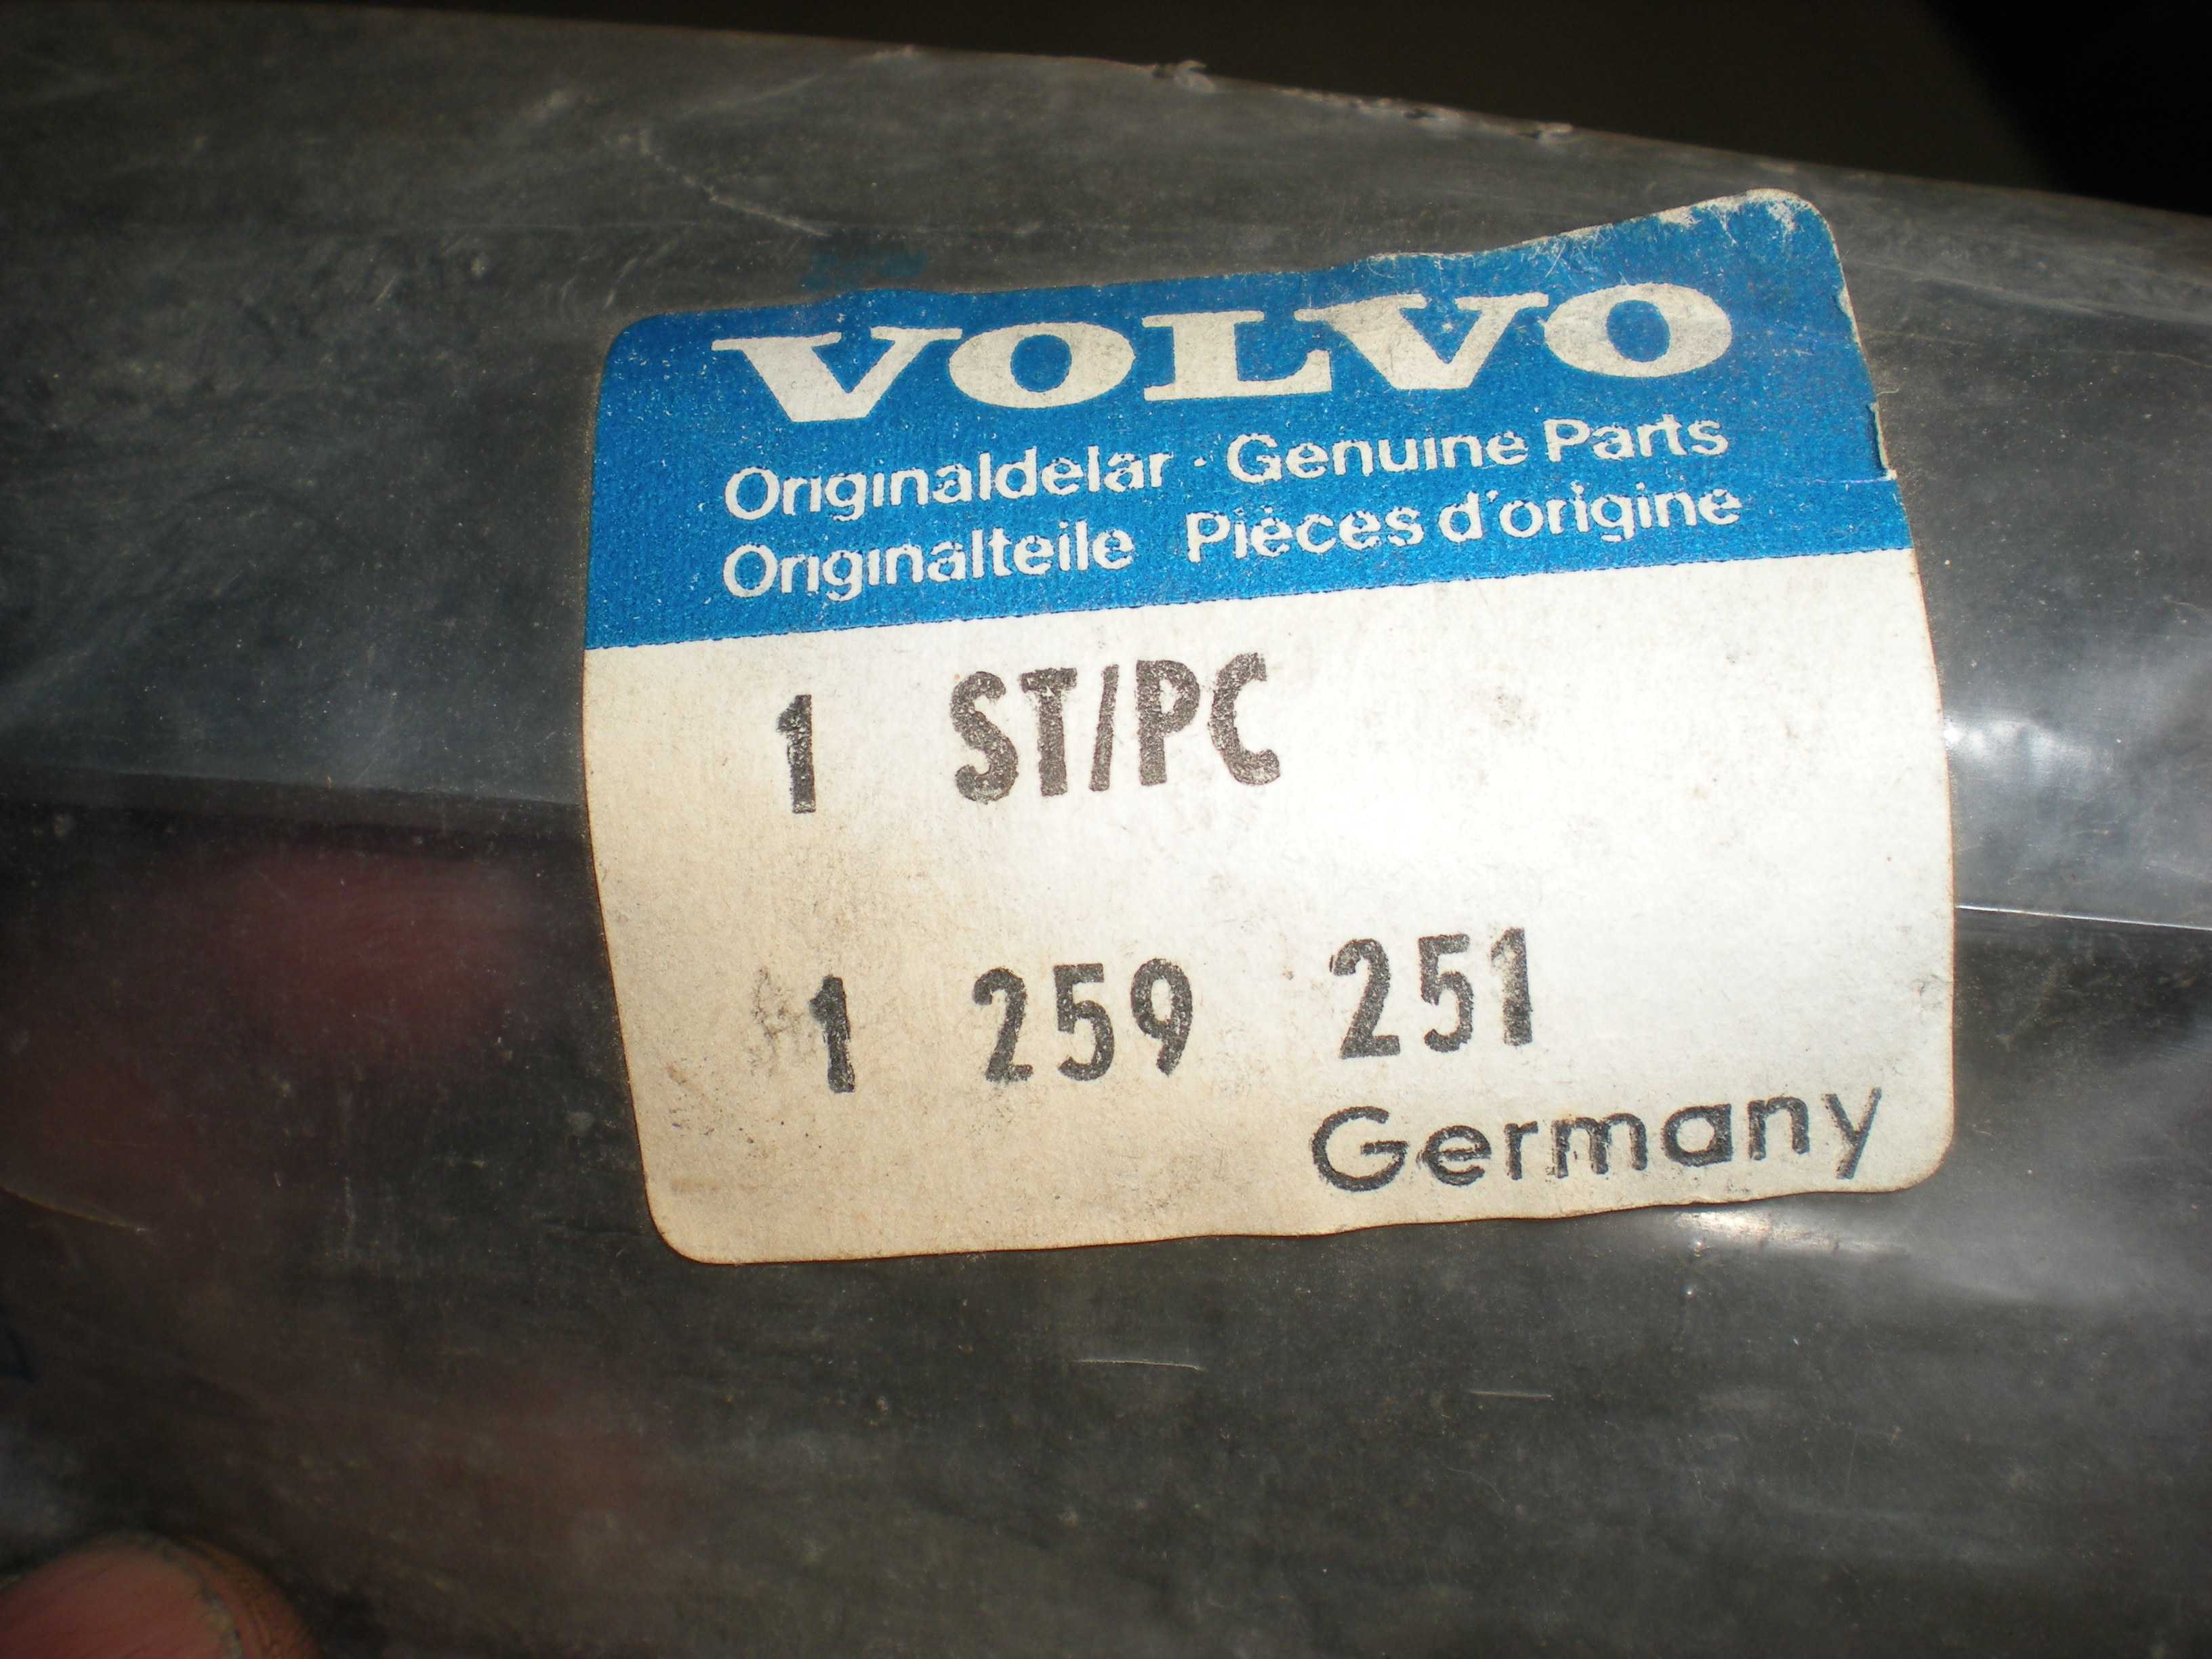 VOLVO
Originaldelar · Genuine Parts
Originalteile Pièces d'origine
1 ST/PC
1 259 251
Germany